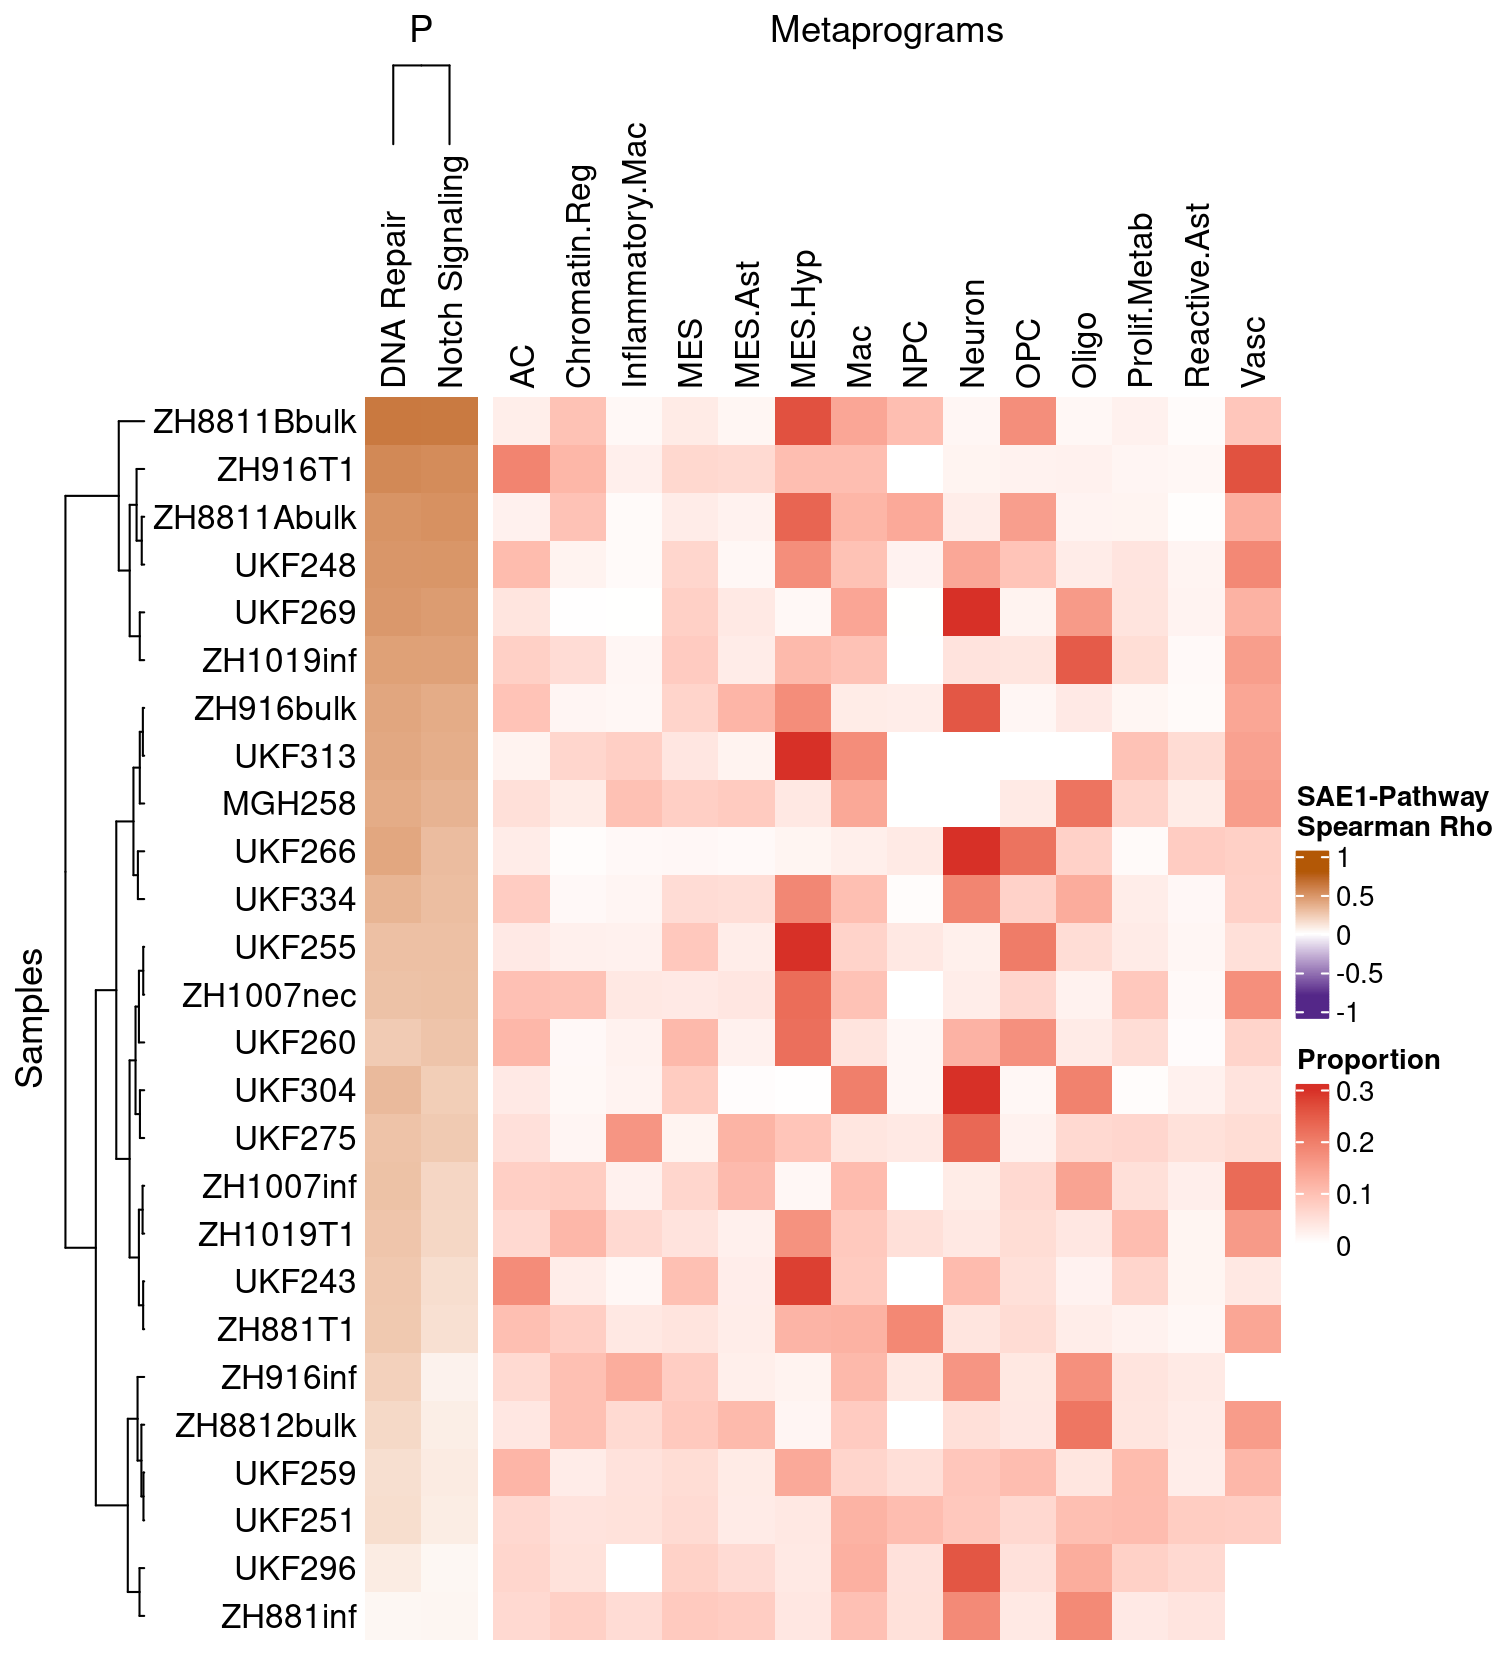 P
Metaprograms
DNA Repair
Notch Signaling
AC
Chromatin.Reg
Inflammatory.Mac
MES
MES.Ast
MES.Hyp
Mac
NPC
Neuron
OPC
Oligo
Prolif.Metab
Reactive.Ast
Vasc
Samples
ZH8811Bbulk
ZH916T1
ZH8811Abulk
UKF248
UKF269
ZH1019inf
ZH916bulk
UKF313
MGH258
UKF266
UKF334
UKF255
ZH1007nec
UKF260
UKF304
UKF275
ZH1007inf
ZH1019T1
UKF243
ZH881T1
ZH916inf
ZH8812bulk
UKF259
UKF251
UKF296
ZH881inf
SAE1-Pathway
Spearman Rho
1
0.5
0
-0.5
-1
Proportion
0.3
0.2
0.1
0